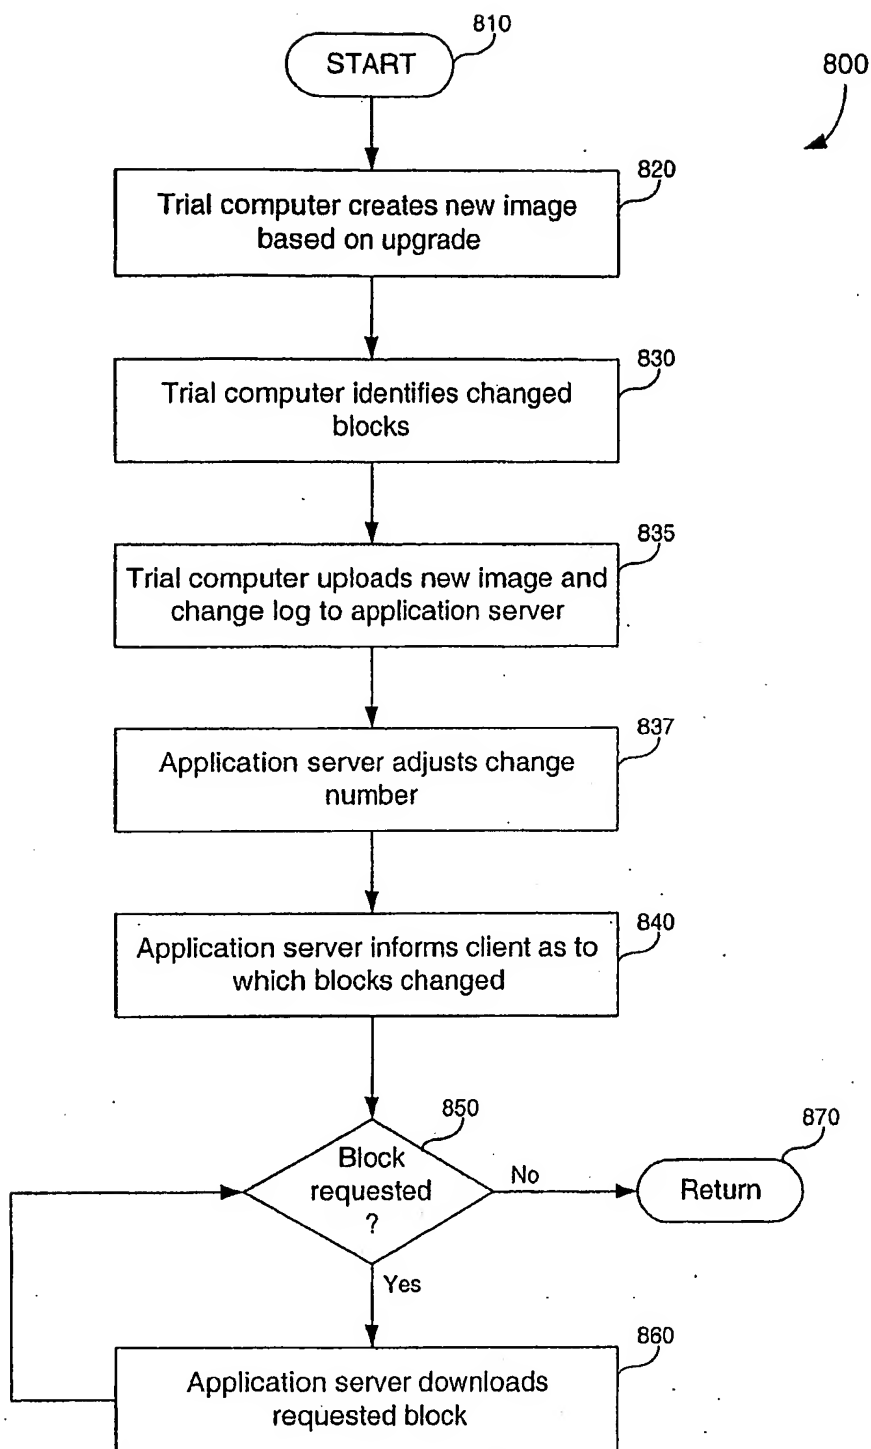 810
START
800
820
Trial computer creates new image
based on upgrade
830
Trial computer identifies changed
blocks
835
Trial computer uploads new image and
change log to application server
837
Application server adjusts change
number
840
Application server informs client as to
which blocks changed
850
Block
requested
?
No
870
Return
Yes
860
Application server downloads
requested block